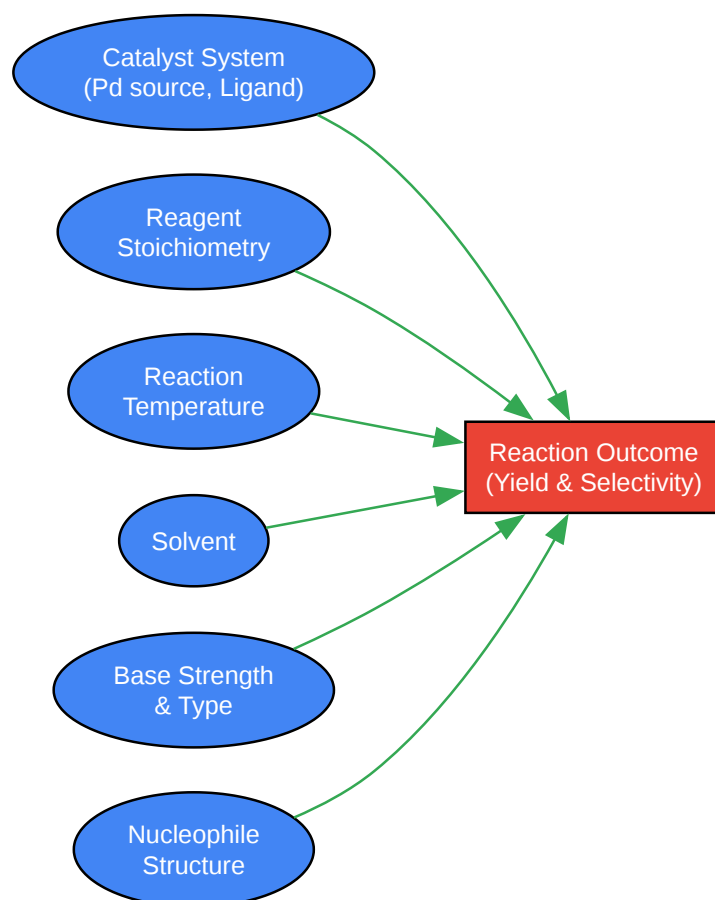 Catalyst System
(Pd source, Ligand)
Reagent
Stoichiometry
Reaction
Temperature
Reaction Outcome
(Yield & Selectivity)
Solvent
Base Strength
& Type
Nucleophile
Structure